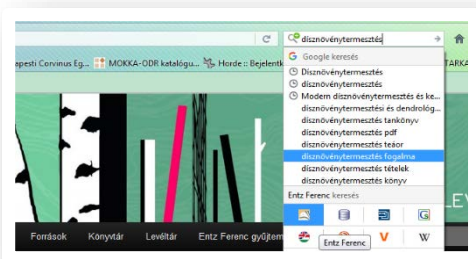 dísznövénytermesztés
apesti Corvinus Eg... MOKKA-ODR katalógu... Horde :: Bejelentk
Google keresés
Dísznövénytermesztés
dísznövénytermesztés
Modern dísznövénytermesztés és ke...
dísznövénytermesztési és dendrológ...
dísznövénytermesztés tankönyv
dísznövénytermesztés pdf
dísznövénytermesztés teáor
dísznövénytermesztés fogalma
dísznövénytermesztés tételek
dísznövénytermesztés könyv
Entz Ferenc keresés
Források Könyvtár Levéltár Entz Ferenc gyűjtem
Entz Ferenc